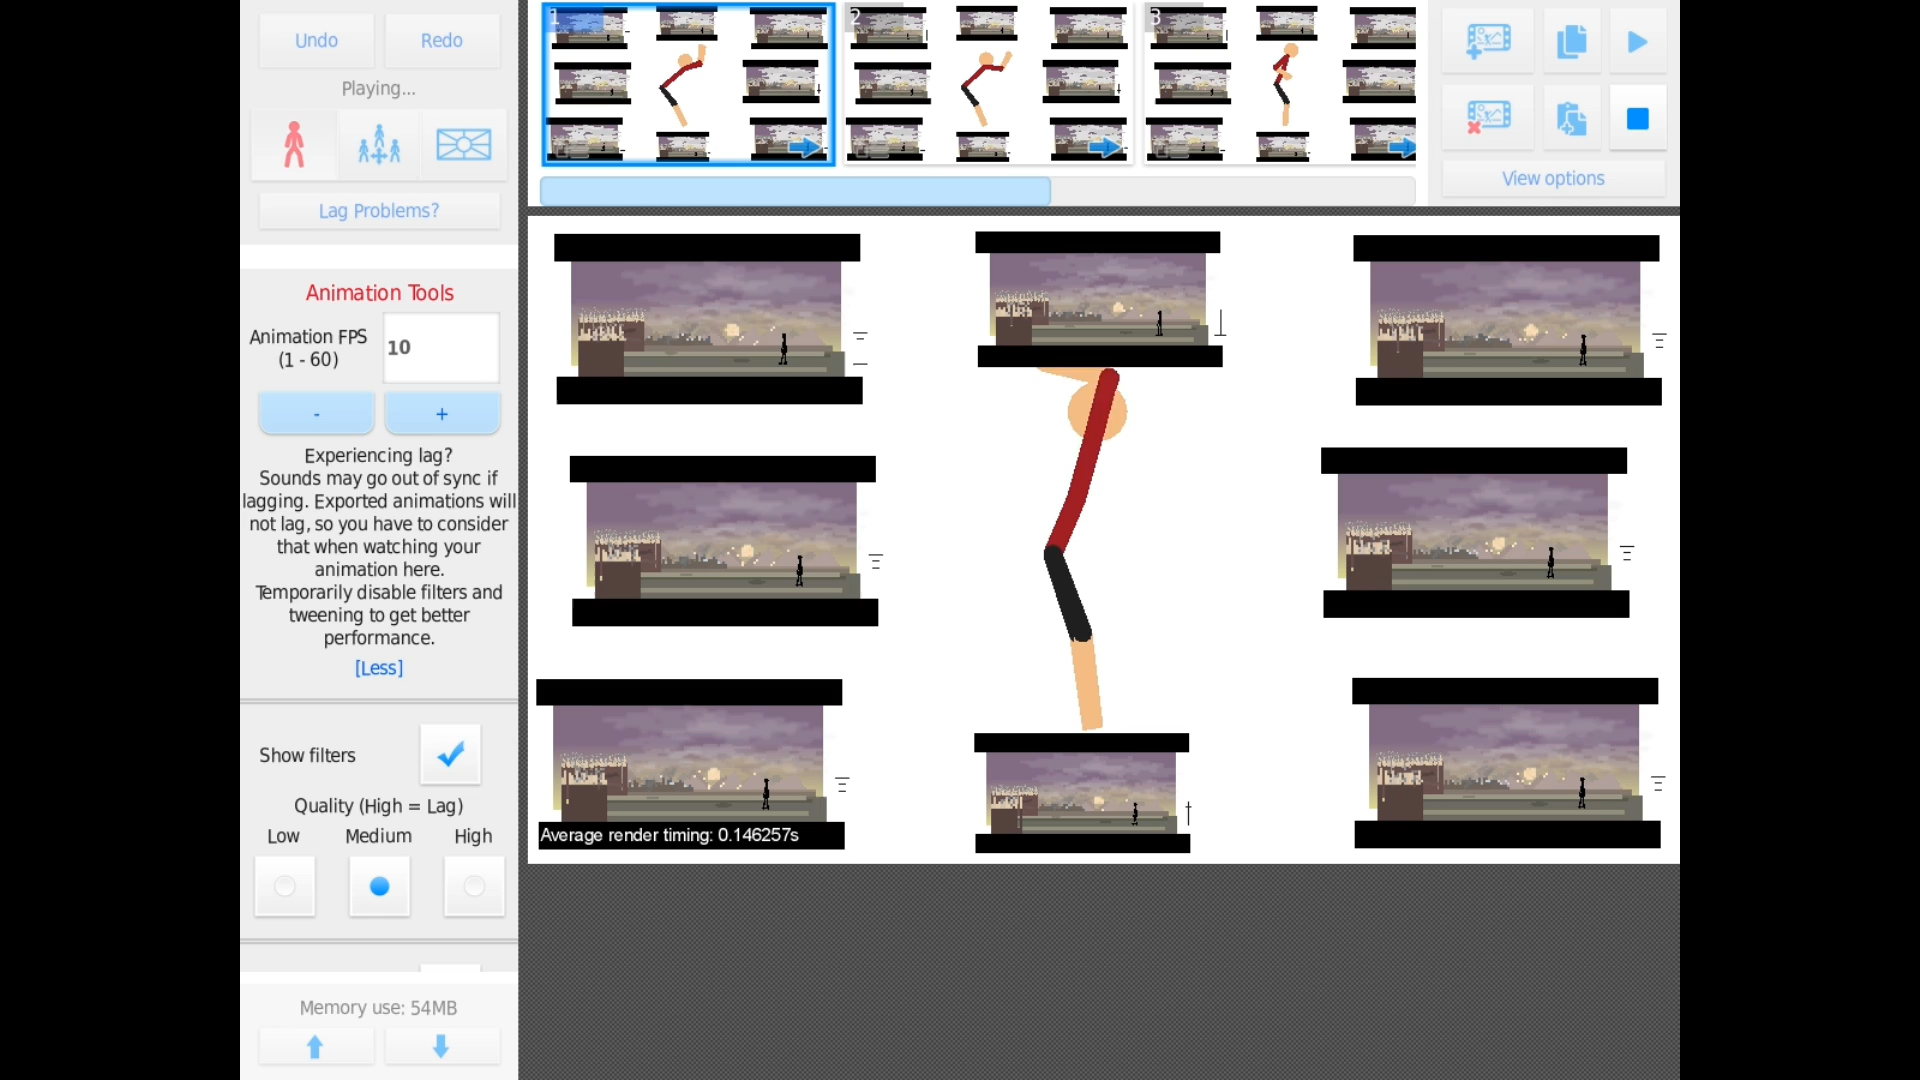 Undo
Redo
Playing...
Lag Problems?
Animation Tools
Animation FPS
(1 - 60)
10
-
+
Experiencing lag?
Sounds may go out of sync if
lagging. Exported animations will
not lag, so you have to consider
that when watching your
animation here.
Temporarily disable filters and
tweening to get better
performance.
[Less]
Show filters
Quality (High = Lag)
Low
Medium
High
Memory use: 54MB
1
2
3
View options
Average render timing: 0.146257s